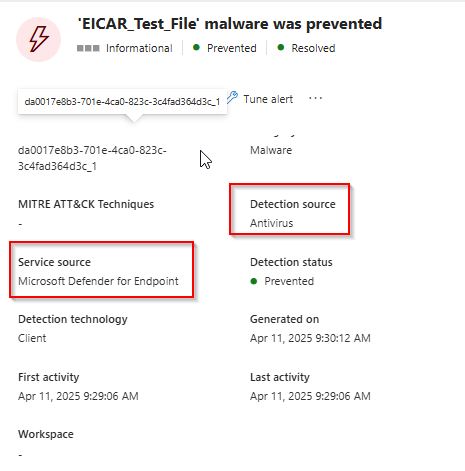 'EICAR_Test_File' malware was prevented
Informational Prevented Resolved
da0017e8b3-701e-4ca0-823c-3c4fad364d3c_1
Tune alert ...
da0017e8b3-701e-4ca0-823c-
3c4fad364d3c_1
Malware
MITRE ATT&CK Techniques
-
Detection source
Antivirus
Service source
Microsoft Defender for Endpoint
Detection status
Prevented
Detection technology
Client
Generated on
Apr 11, 2025 9:30:12 AM
First activity
Apr 11, 2025 9:29:06 AM
Last activity
Apr 11, 2025 9:29:06 AM
Workspace
-